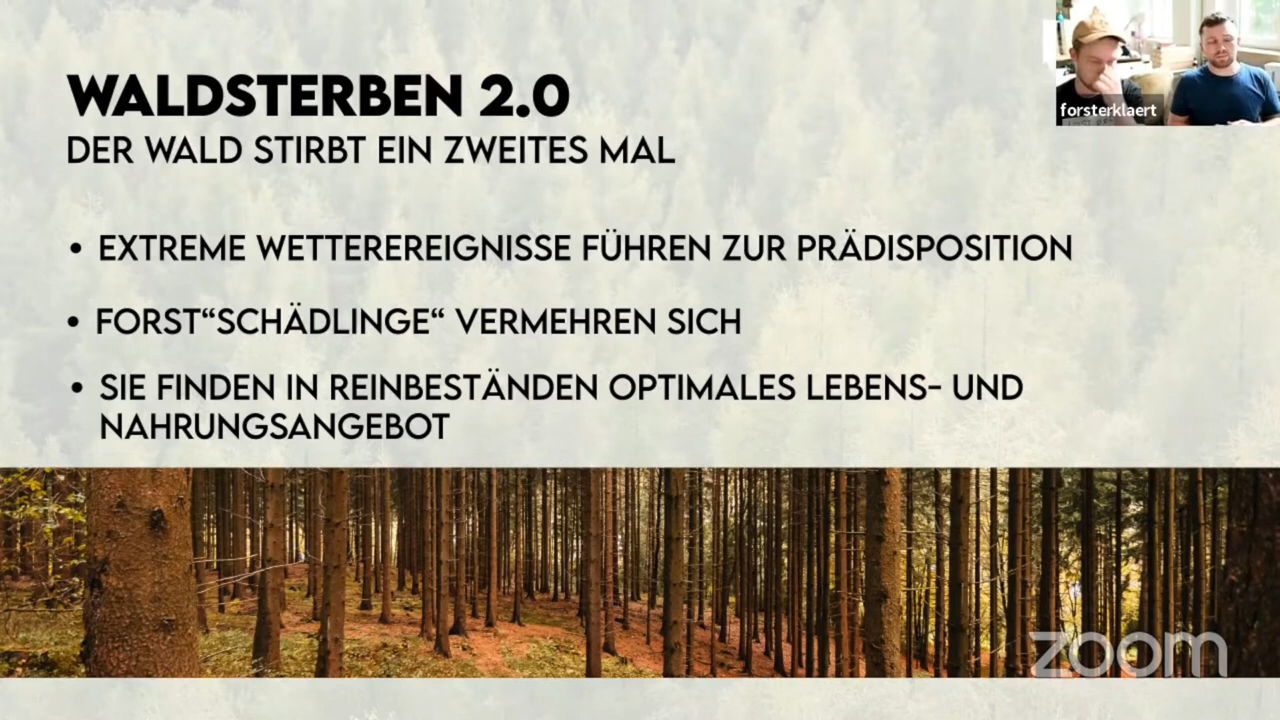 WALDSTERBEN 2.0
DER WALD STIRBT EIN ZWEITES MAL
• EXTREME WETTEREREIGNISSE FÜHREN ZUR PRÄDISPOSITION
• FORST“SCHÄDLINGE“ VERMEHREN SICH
• SIE FINDEN IN REINBESTÄNDEN OPTIMALES LEBENS- UND
NAHRUNGSANGEBOT
forsterklaert
zoom